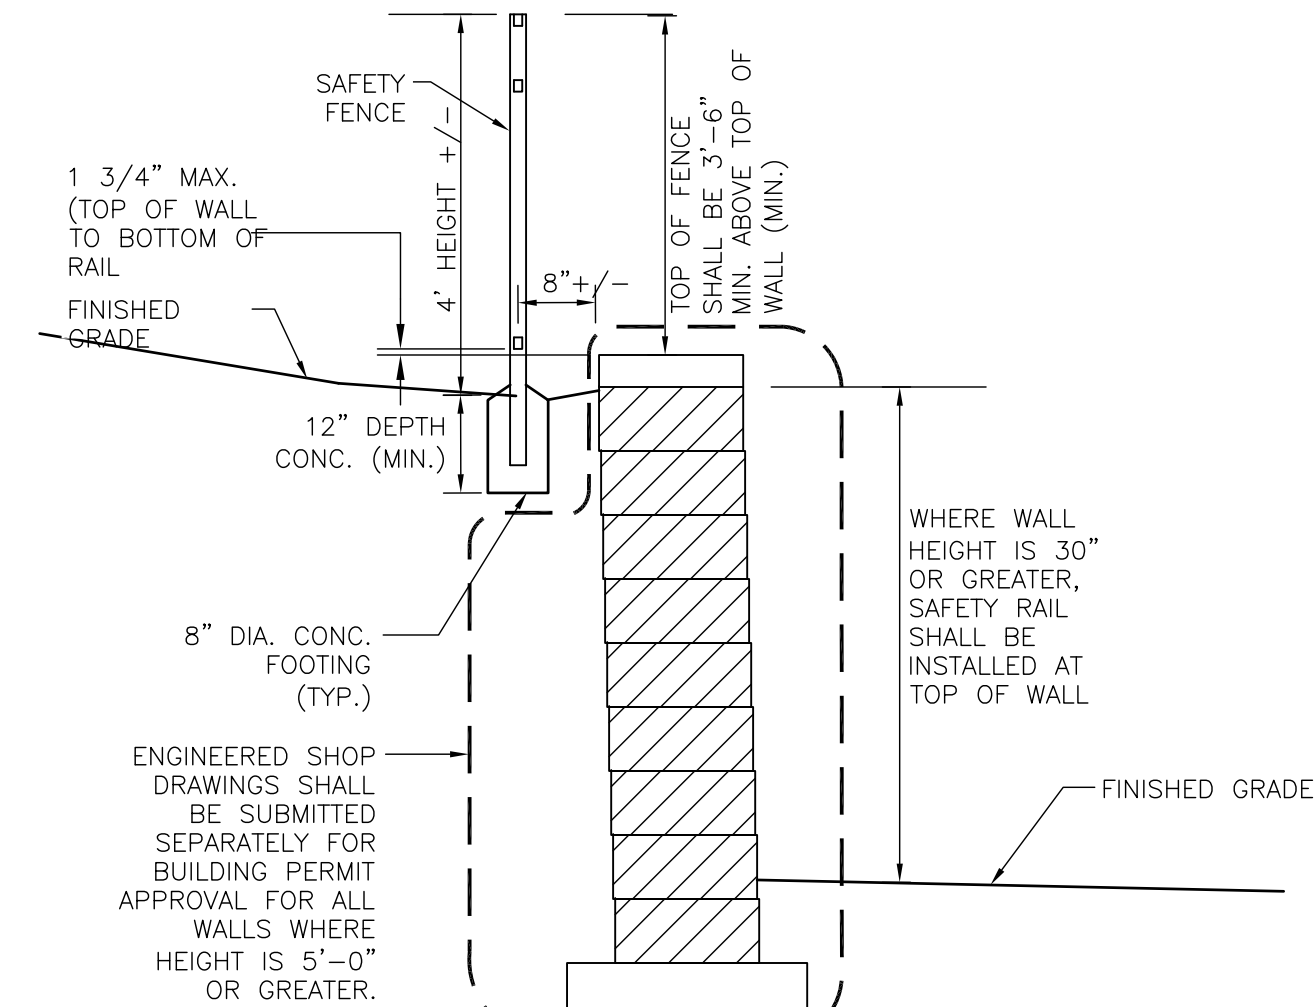 SAFETY
FENCE
4' HEIGHT +/-
TOP OF FENCE
SHALL BE 3'-6"
MIN. ABOVE TOP OF
WALL (MIN.)
1 3/4" MAX.
(TOP OF WALL
TO BOTTOM OF
RAIL
8"+/-
FINISHED
GRADE
12" DEPTH
CONC. (MIN.)
WHERE WALL
HEIGHT IS 30"
OR GREATER,
SAFETY RAIL
SHALL BE
INSTALLED AT
TOP OF WALL
8" DIA. CONC.
FOOTING
(TYP.)
ENGINEERED SHOP
DRAWINGS SHALL
BE SUBMITTED
SEPARATELY FOR
BUILDING PERMIT
APPROVAL FOR ALL
WALLS WHERE
HEIGHT IS 5'-0"
OR GREATER.
FINISHED GRADE